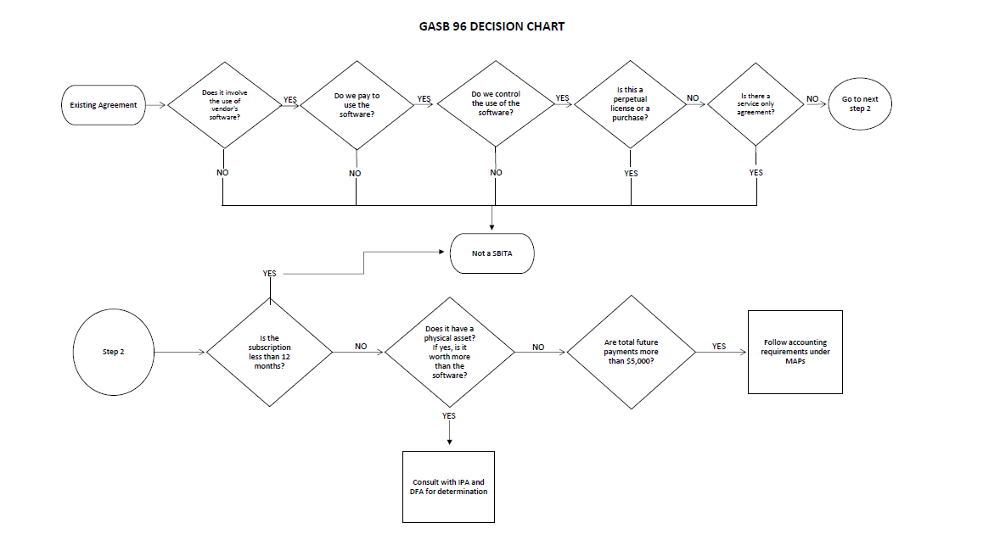 GASB 96 DECISION CHART
Existing Agreement
Does it involve
the use of
vendor's
software?
YES
Do we pay to
use the
software?
YES
Do we control
the use of the
software?
YES
Is this a
perpetual
license or a
purchase?
NO
Is there a
service only
agreement?
NO
Go to next
step 2
NO
NO
NO
YES
YES
Not a SBITA
YES
Step 2
Is the
subscription
less than 12
months?
NO
Does it have a
physical asset?
If yes, is it
worth more
than the
software?
NO
Are total future
payments more
than $5,000?
YES
Follow accounting
requirements under
MAPs
YES
Consult with IPA and
DFA for determination